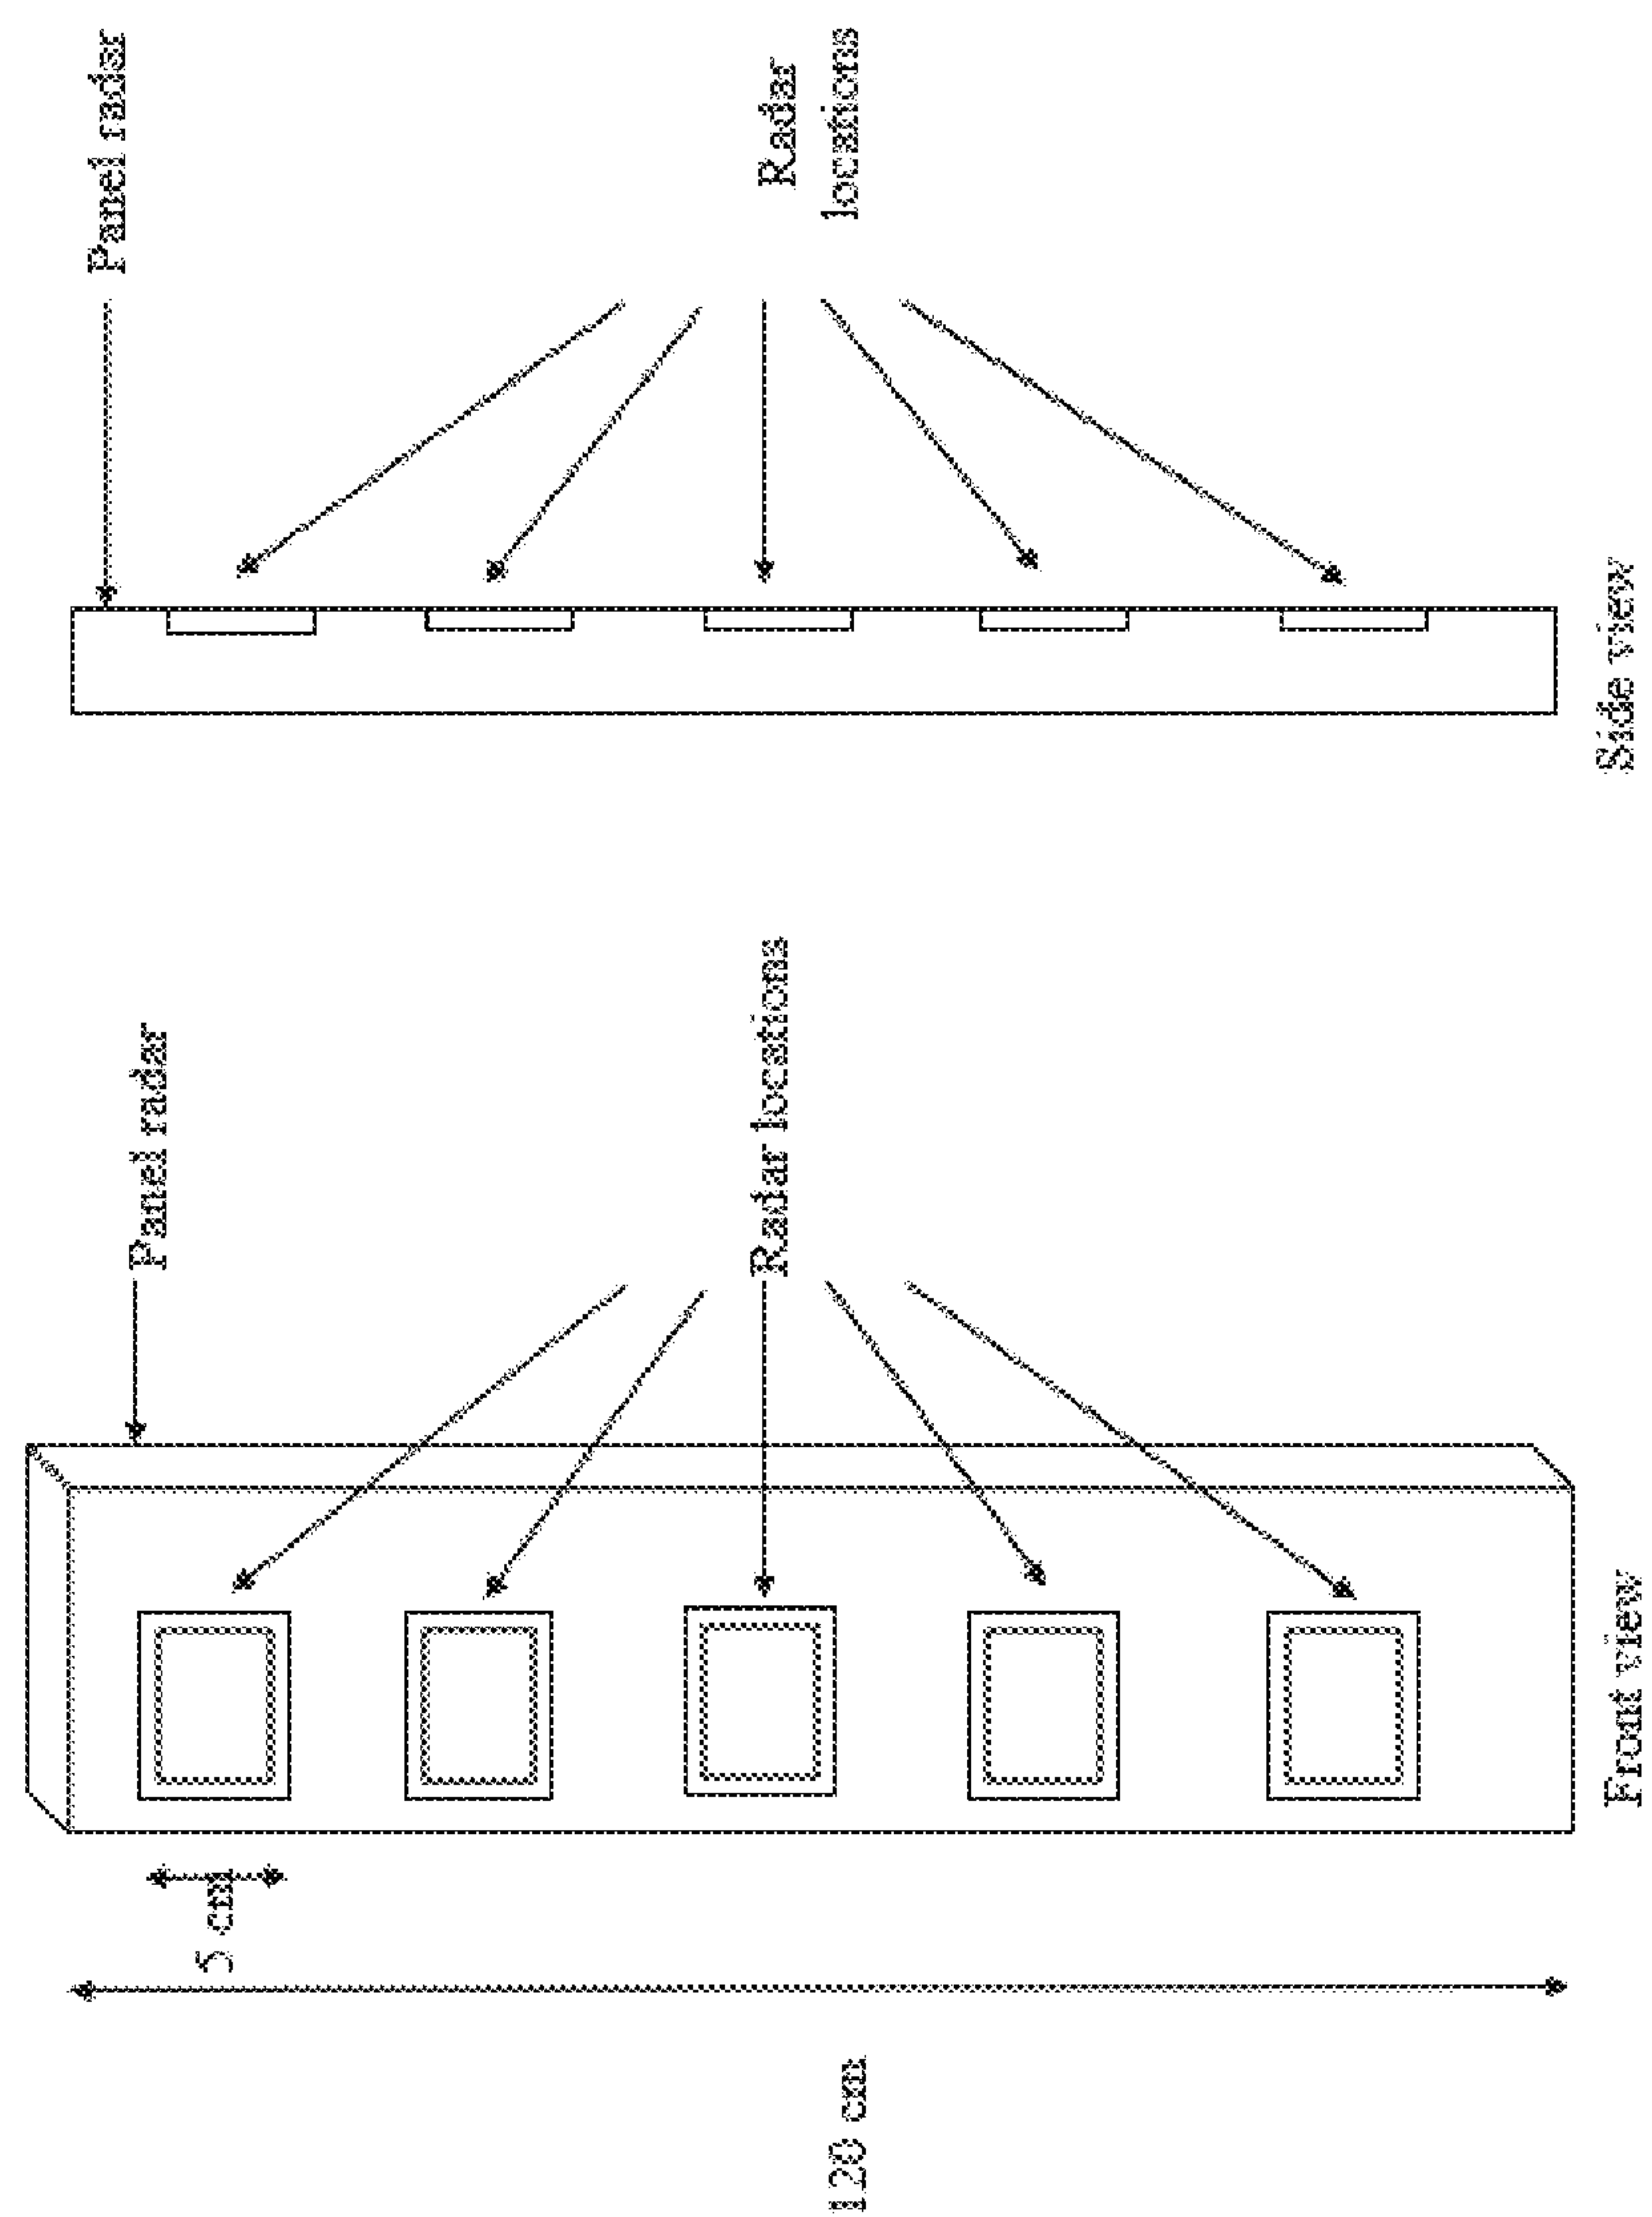 Panel radar
5 cm
Radar locations
120 cm
Front view
Panel radar
Radar
locations
Side view